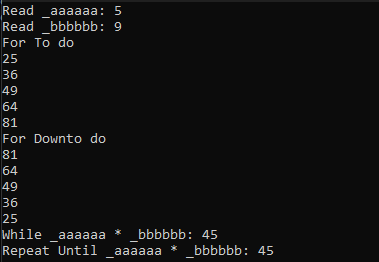 Read _aaaaaa: 5
Read _bbbbbb: 9
For To do
25
36
49
64
81
For Downto do
81
64
49
36
25
While _aaaaaa * _bbbbbb: 45
Repeat Until _aaaaaa * _bbbbbb: 45